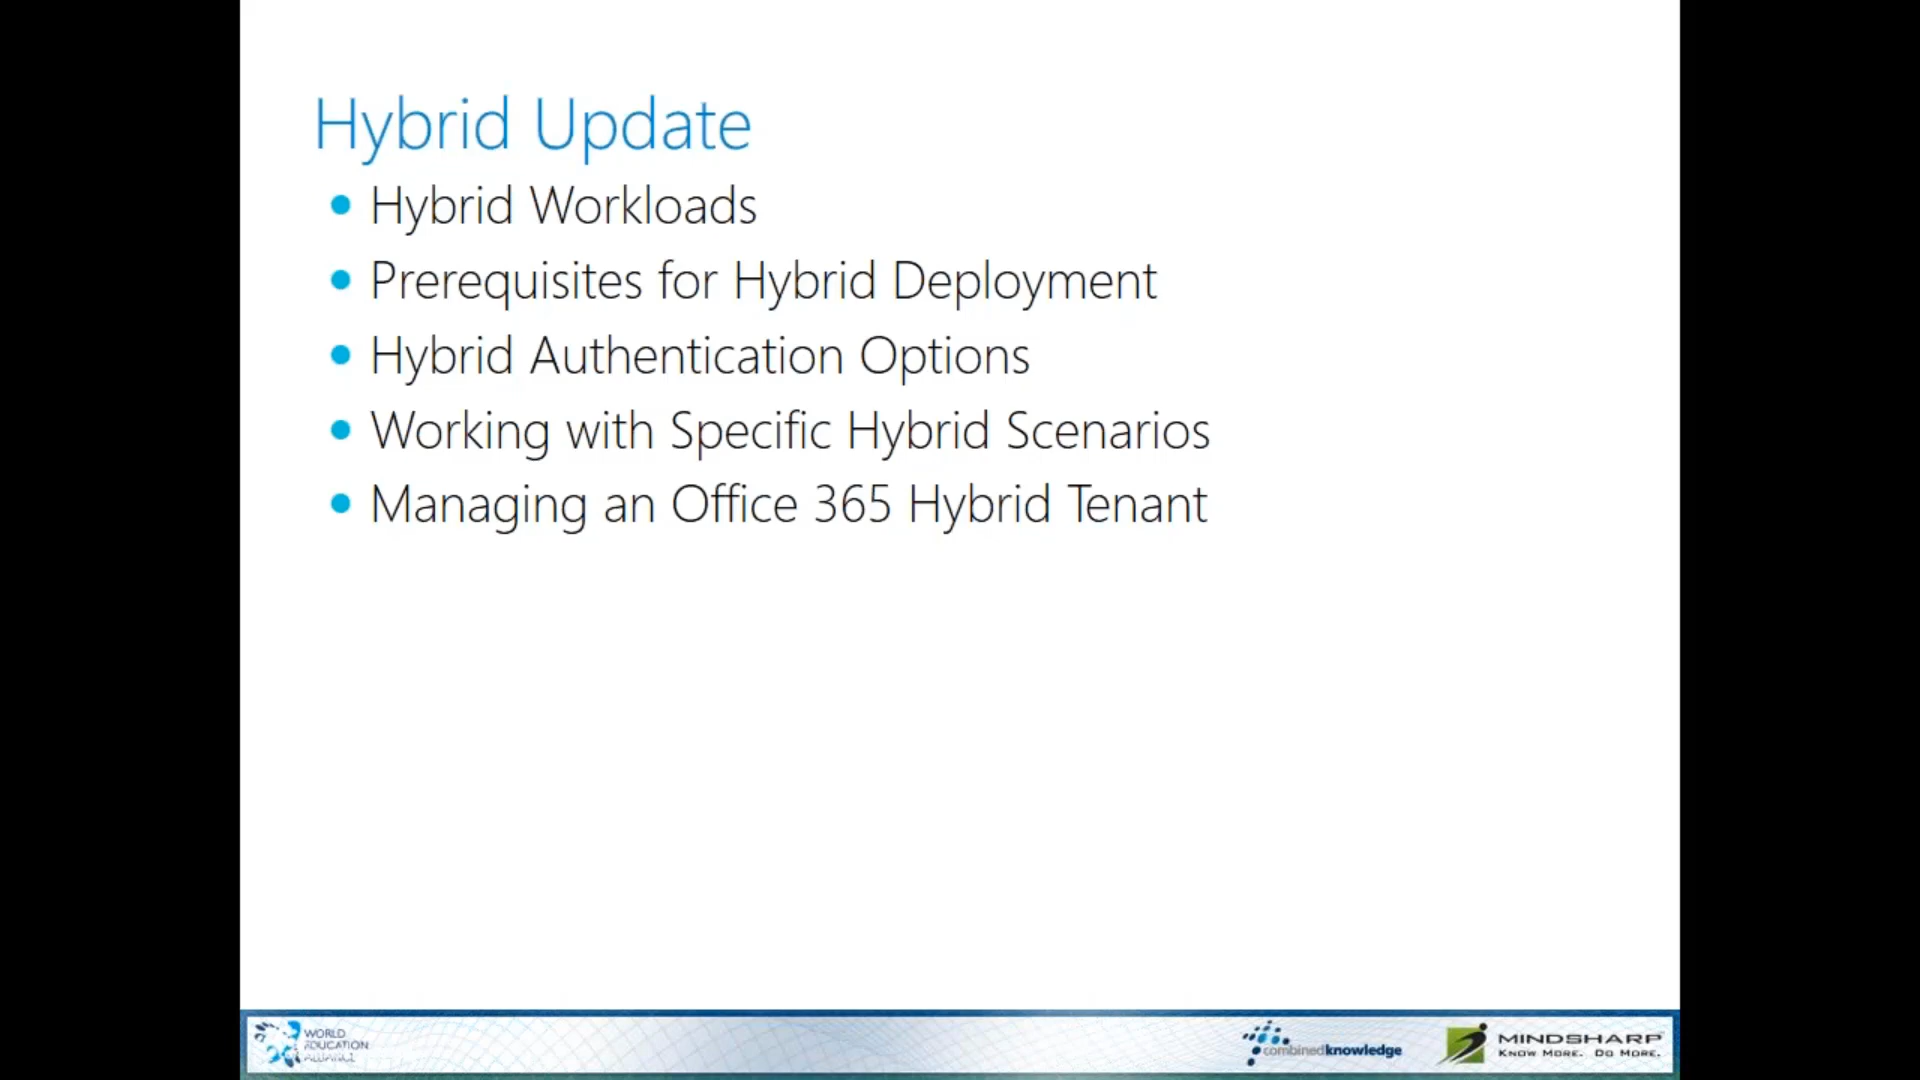 Hybrid Update
• Hybrid Workloads
• Prerequisites for Hybrid Deployment
• Hybrid Authentication Options
• Working with Specific Hybrid Scenarios
• Managing an Office 365 Hybrid Tenant
WORLD
EDUCATION
ALLIANCE
combinedknowledge
MINDSHARP
KNOW MORE. DO MORE.